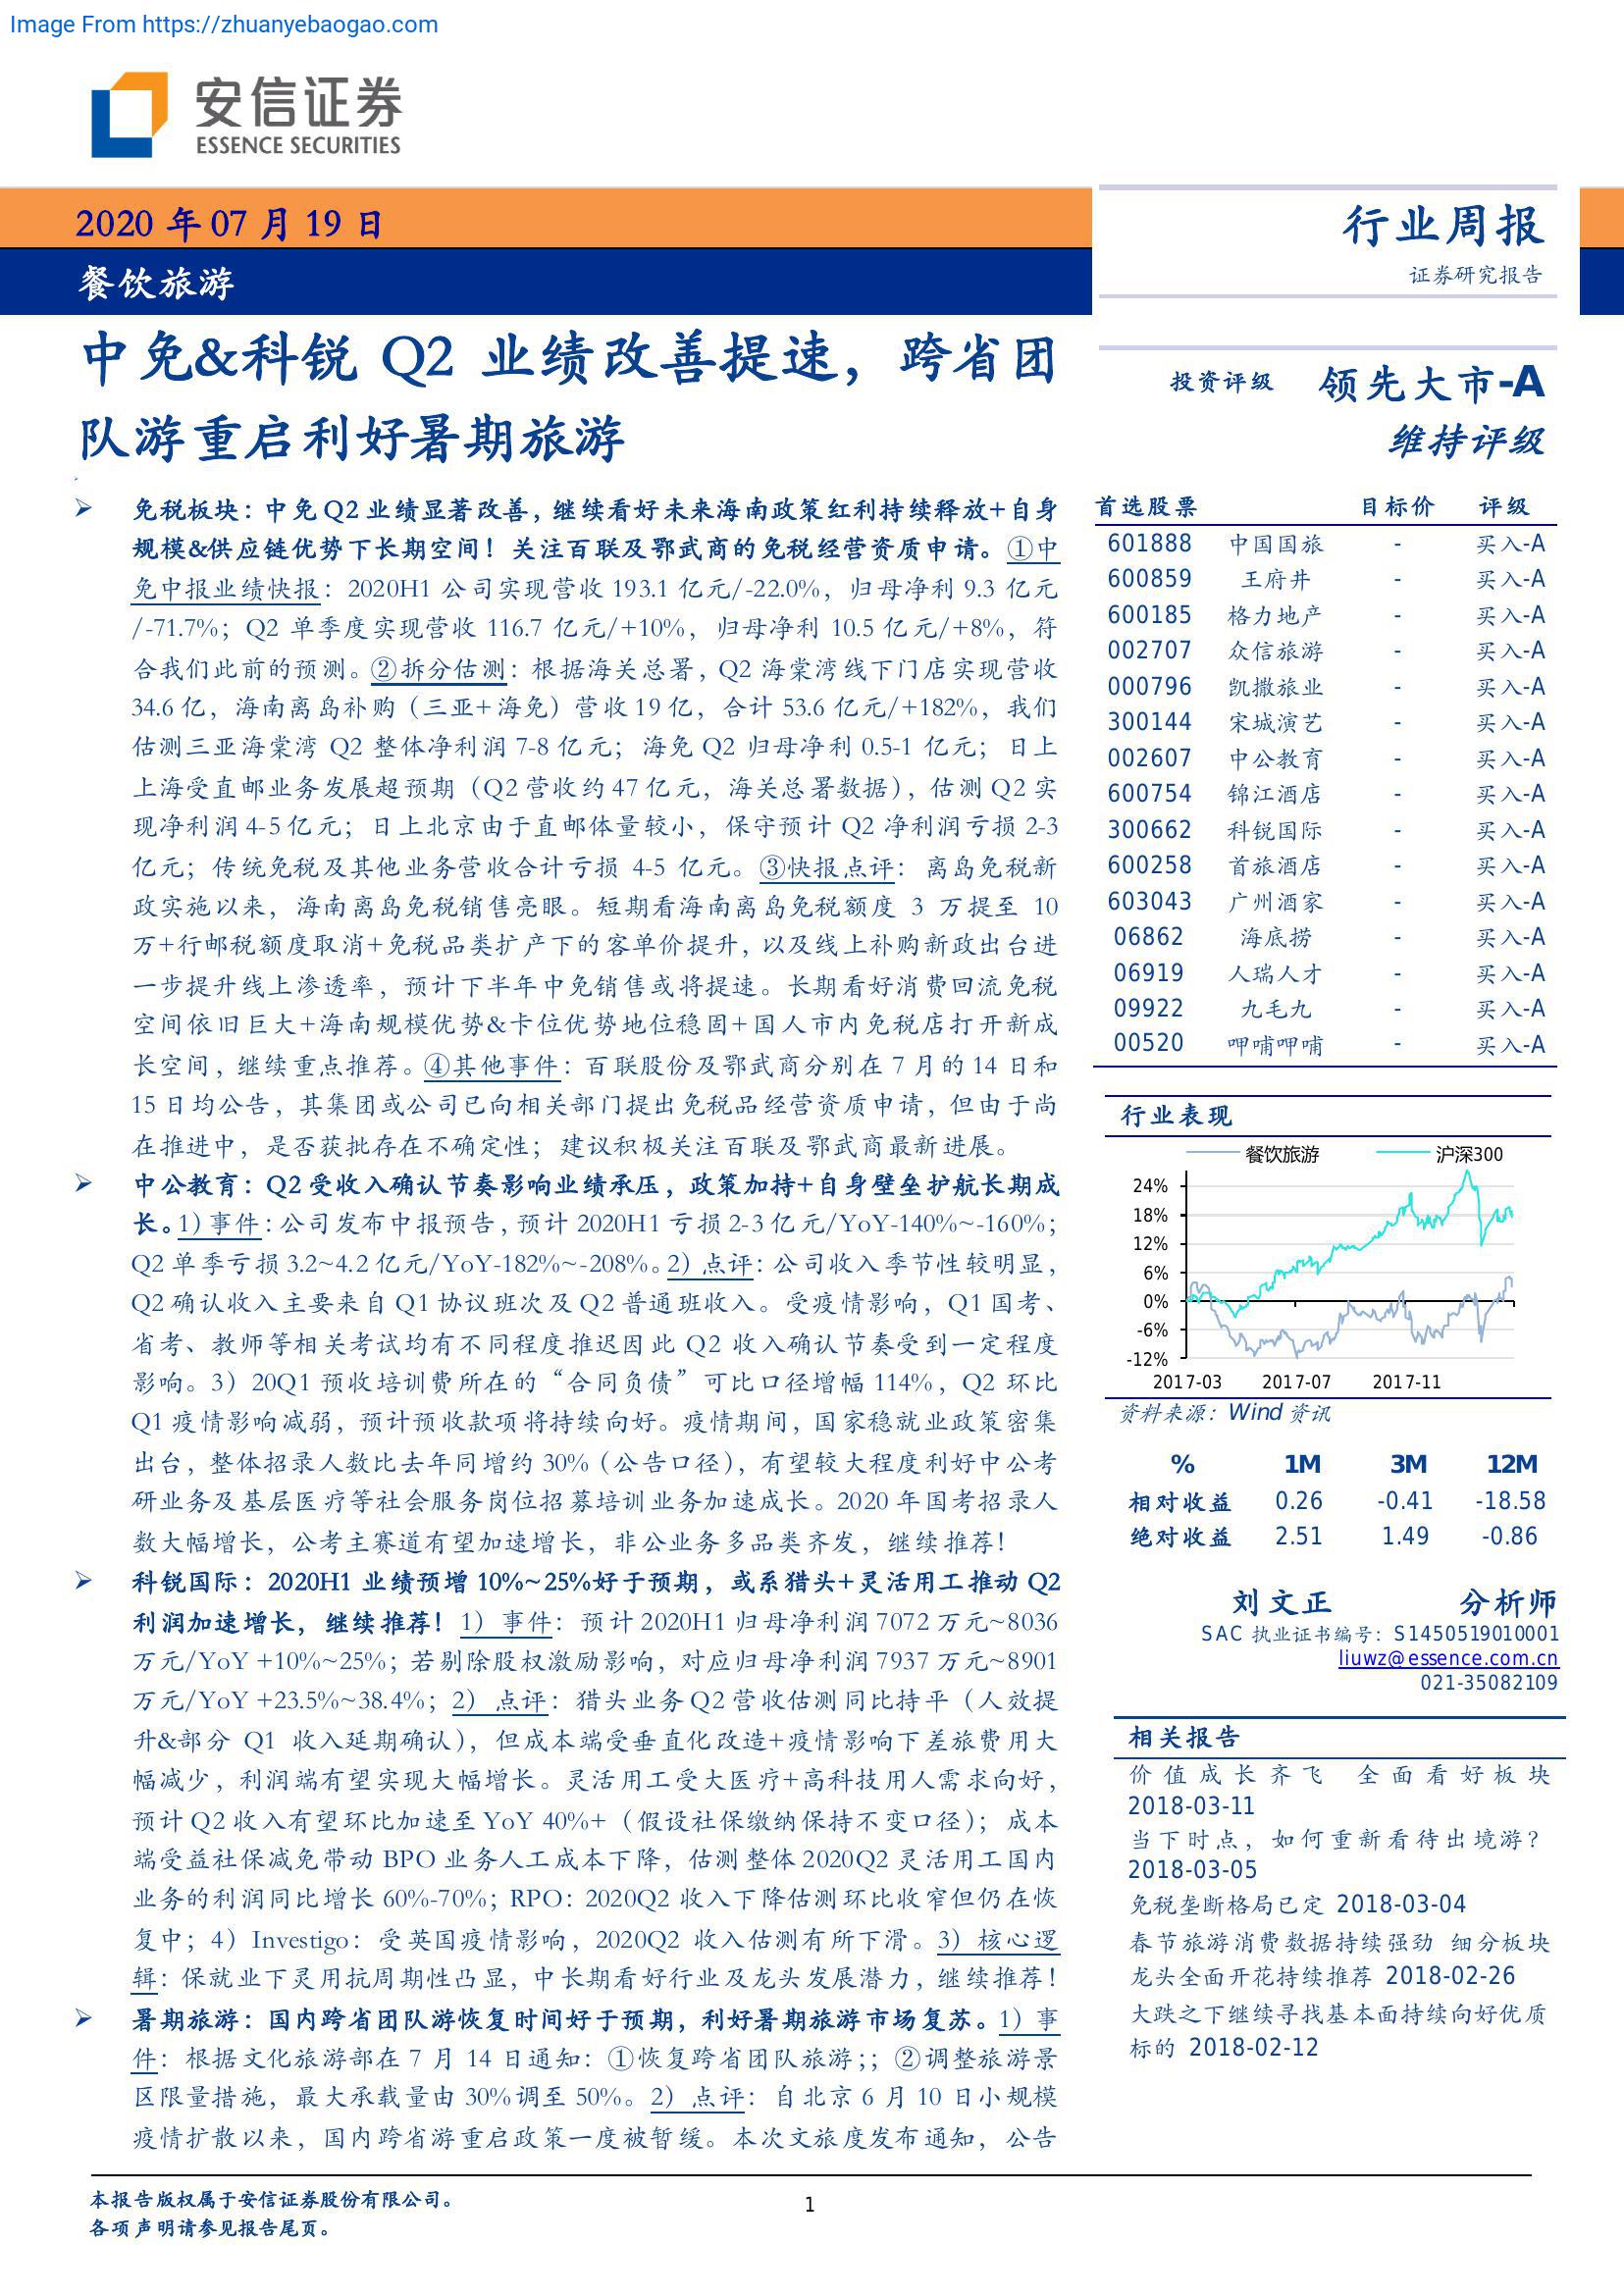 Image From https://zhuanyebaogao.com
安信证券
ESSENCE SECURITIES
2020 年 07 月 19 日
餐饮旅游
行业周报
证券研究报告
中免&科锐 Q2 业绩改善提速，跨省团
队游重启利好暑期旅游
➢ 免税板块：中免 Q2 业绩显著改善，继续看好未来海南政策红利持续释放+自身
规模&供应链优势下长期空间！关注百联及鄂武商的免税经营资质申请。①中
免中报业绩快报：2020H1 公司实现营收 193.1 亿元/-22.0%，归母净利 9.3 亿元
/-71.7%；Q2 单季度实现营收 116.7 亿元/+10%，归母净利 10.5 亿元/+8%，符
合我们此前的预测。②拆分估测：根据海关总署，Q2 海棠湾线下门店实现营收
34.6 亿，海南离岛补购（三亚+海免）营收 19 亿，合计 53.6 亿元/+182%，我们
估测三亚海棠湾 Q2 整体净利润 7-8 亿元；海免 Q2 归母净利 0.5-1 亿元；日上
上海受直邮业务发展超预期（Q2 营收约 47 亿元，海关总署数据），估测 Q2 实
现净利润 4-5 亿元；日上北京由于直邮体量较小，保守预计 Q2 净利润亏损 2-3
亿元；传统免税及其他业务营收合计亏损 4-5 亿元。③快报点评：离岛免税新
政实施以来，海南离岛免税销售亮眼。短期看海南离岛免税额度 3 万提至 10
万+行邮税额度取消+免税品类扩产下的客单价提升，以及线上补购新政出台进
一步提升线上渗透率，预计下半年中免销售或将提速。长期看好消费回流免税
空间依旧巨大+海南规模优势&卡位优势地位稳固+国人市内免税店打开新成
长空间，继续重点推荐。④其他事件：百联股份及鄂武商分别在 7 月的 14 日和
15 日均公告，其集团或公司已向相关部门提出免税品经营资质申请，但由于尚
在推进中，是否获批存在不确定性；建议积极关注百联及鄂武商最新进展。
➢ 中公教育：Q2 受收入确认节奏影响业绩承压，政策加持+自身壁垒护航长期成
长。1）事件：公司发布中报预告，预计 2020H1 亏损 2-3 亿元/YoY-140%~-160%；
Q2 单季亏损 3.2~4.2 亿元/YoY-182%~-208%。2）点评：公司收入季节性较明显，
Q2 确认收入主要来自 Q1 协议班次及 Q2 普通班收入。受疫情影响，Q1 国考、
省考、教师等相关考试均有不同程度推迟因此 Q2 收入确认节奏受到一定程度
影响。3）20Q1 预收培训费所在的“合同负债”可比口径增幅 114%，Q2 环比
Q1 疫情影响减弱，预计预收款项将持续向好。疫情期间，国家稳就业政策密集
出台，整体招录人数比去年同增约 30%（公告口径），有望较大程度利好中公考
研业务及基层医疗等社会服务岗位招募培训业务加速成长。2020 年国考招录人
数大幅增长，公考主赛道有望加速增长，非公业务多品类齐发，继续推荐！
➢ 科锐国际：2020H1 业绩预增 10%~25%好于预期，或系猎头+灵活用工推动 Q2
利润加速增长，继续推荐！1）事件：预计 2020H1 归母净利润 7072 万元~8036
万元/YoY +10%~25%；若剔除股权激励影响，对应归母净利润 7937 万元~8901
万元/YoY +23.5%~38.4%；2）点评：猎头业务 Q2 营收估测同比持平（人效提
升&部分 Q1 收入延期确认），但成本端受垂直化改造+疫情影响下差旅费用大
幅减少，利润端有望实现大幅增长。灵活用工受大医疗+高科技用人需求向好，
预计 Q2 收入有望环比加速至 YoY 40%+（假设社保缴纳保持不变口径）；成本
端受益社保减免带动 BPO 业务人工成本下降，估测整体 2020Q2 灵活用工国内
业务的利润同比增长 60%-70%；RPO：2020Q2 收入下降估测环比收窄但仍在恢
复中；4）Investigo：受英国疫情影响，2020Q2 收入估测有所下滑。3）核心逻
辑：保就业下灵用抗周期性凸显，中长期看好行业及龙头发展潜力，继续推荐！
➢ 暑期旅游：国内跨省团队游恢复时间好于预期，利好暑期旅游市场复苏。1）事
件：根据文化旅游部在 7 月 14 日通知：①恢复跨省团队旅游；；②调整旅游景
区限量措施，最大承载量由 30%调至 50%。2）点评：自北京 6 月 10 日小规模
疫情扩散以来，国内跨省游重启政策一度被暂缓。本次文旅度发布通知，公告
投资评级 领先大市-A
维持评级
首选股票 目标价 评级
601888 中国国旅 - 买入-A
600859 王府井 - 买入-A
600185 格力地产 - 买入-A
002707 众信旅游 - 买入-A
000796 凯撒旅业 - 买入-A
300144 宋城演艺 - 买入-A
002607 中公教育 - 买入-A
600754 锦江酒店 - 买入-A
300662 科锐国际 - 买入-A
600258 首旅酒店 - 买入-A
603043 广州酒家 - 买入-A
06862 海底捞 - 买入-A
06919 人瑞人才 - 买入-A
09922 九毛九 - 买入-A
00520 呷哺呷哺 - 买入-A
行业表现
餐饮旅游 沪深300
24%
18%
12%
6%
0%
-6%
-12%
2017-03 2017-07 2017-11
资料来源：Wind 资讯
% 1M 3M 12M
相对收益 0.26 -0.41 -18.58
绝对收益 2.51 1.49 -0.86
刘文正 分析师
SAC 执业证书编号：S1450519010001
liuwz@essence.com.cn
021-35082109
相关报告
价值成长齐飞 全面看好板块
2018-03-11
当下时点，如何重新看待出境游？
2018-03-05
免税垄断格局已定 2018-03-04
春节旅游消费数据持续强劲 细分板块
龙头全面开花持续推荐 2018-02-26
大跌之下继续寻找基本面持续向好优质
标的 2018-02-12
本报告版权属于安信证券股份有限公司。
各项声明请参见报告尾页。
1